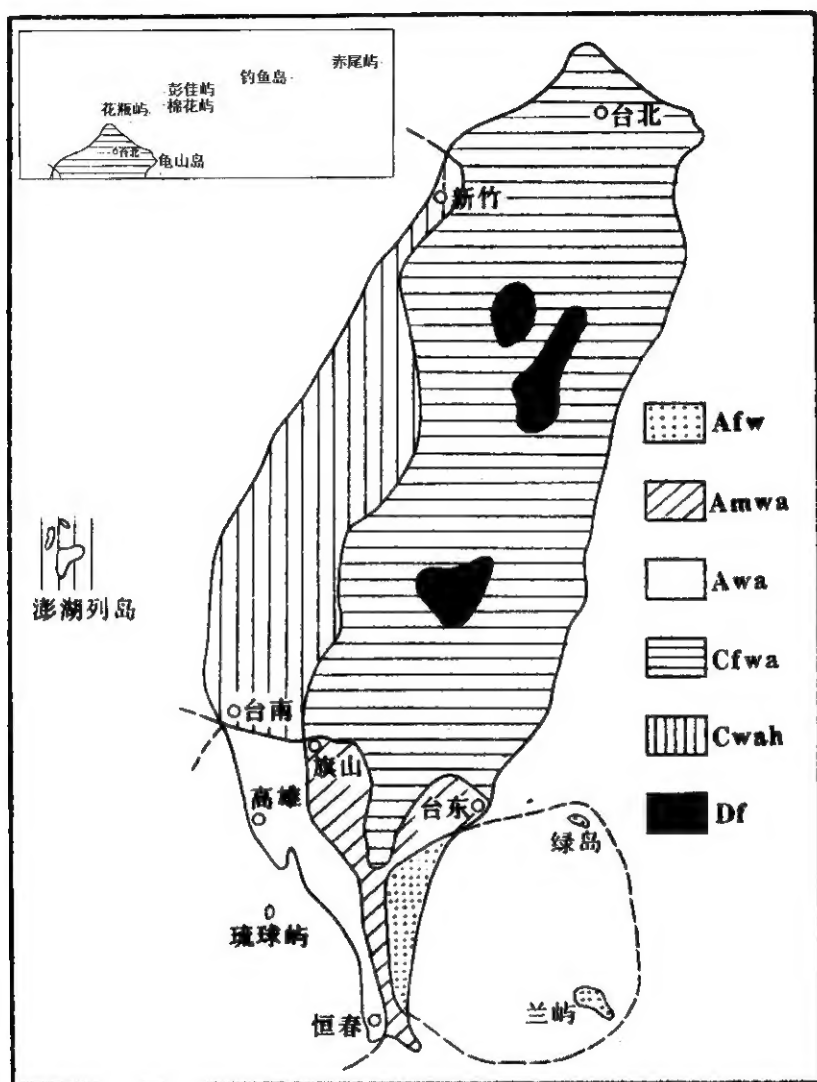 赤尾屿
钓鱼岛
彭佳屿
花瓶屿
棉花屿
台北
龟山岛
台北
新竹
Afw
Amwa
Awa
澎湖列岛
Cfwa
Cwah
台南
旗山
高雄
台东
Df
绿岛
琉球屿
兰屿
恒春